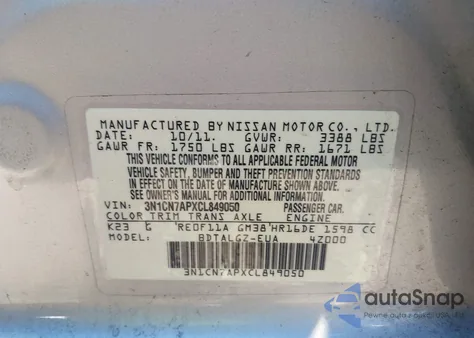 MANUFACTURED BY NISSAN MOTOR CO., LTD.
DATE: 10/11. GVWR: 3388 LBS
GAWR FR: 1750 LBS GAWR RR: 1671 LBS
THIS VEHICLE CONFORMS TO ALL APPLICABLE FEDERAL MOTOR
VEHICLE SAFETY, BUMPER AND THEFT PREVENTION STANDARDS
IN EFFECT ON THE DATE OF MANUFACTURE SHOWN ABOVE.
SEE OWNER'S MANUAL FOR ADDITIONAL INFORMATION.
VIN: 3N1CN7APXCL849050 PASSENGER CAR
COLOR TRIM TRANS AXLE ENGINE
K23 G RE0F11A GM38 HR16DE 1598 CC
MODEL: BDTALGZ-EUA 4Z000
3N1CN7APXCL849050
autoSnap